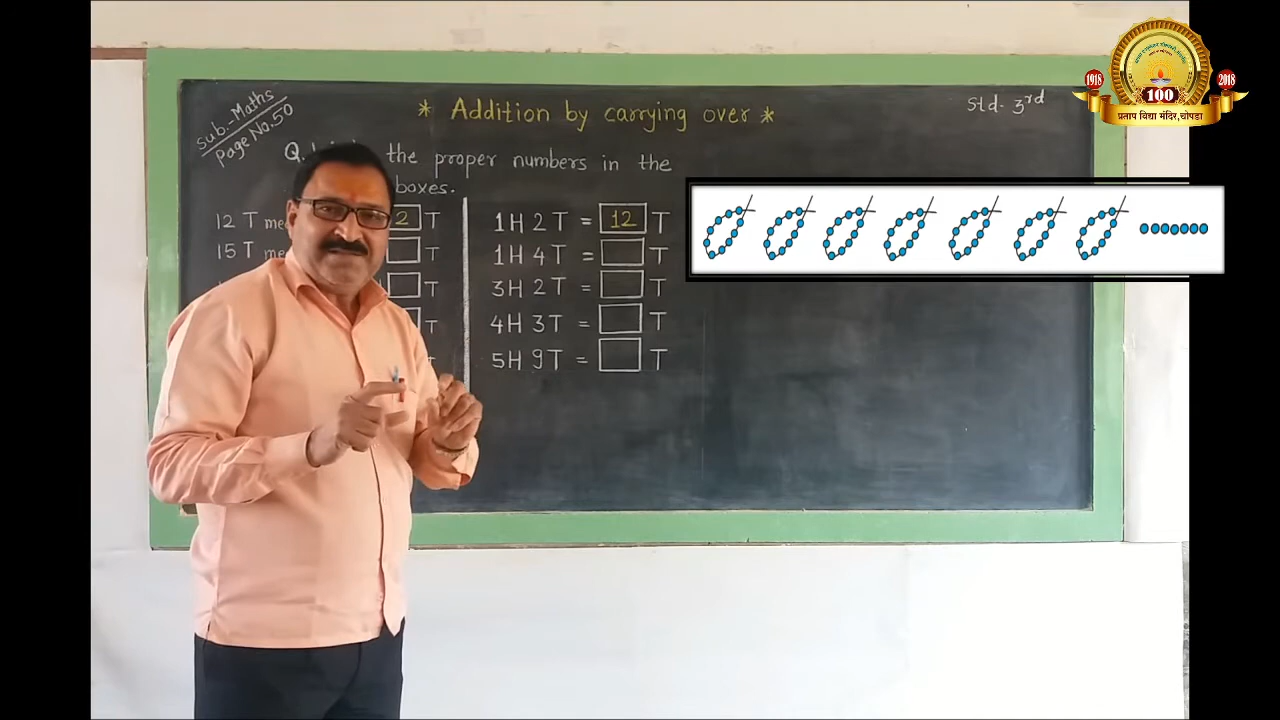 sub.- Maths
Page No. 50
* Addition by carrying over *
Std- 3rd
1918
2018
100
प्रताप विद्या मंदिर, चोपडा
Q. the proper numbers in the
boxes.
12 T 2 T
15 T T
T
T
1H 2T = 12 T
1H 4T = T
3H 2T = T
4H 3T = T
5H 9T = T